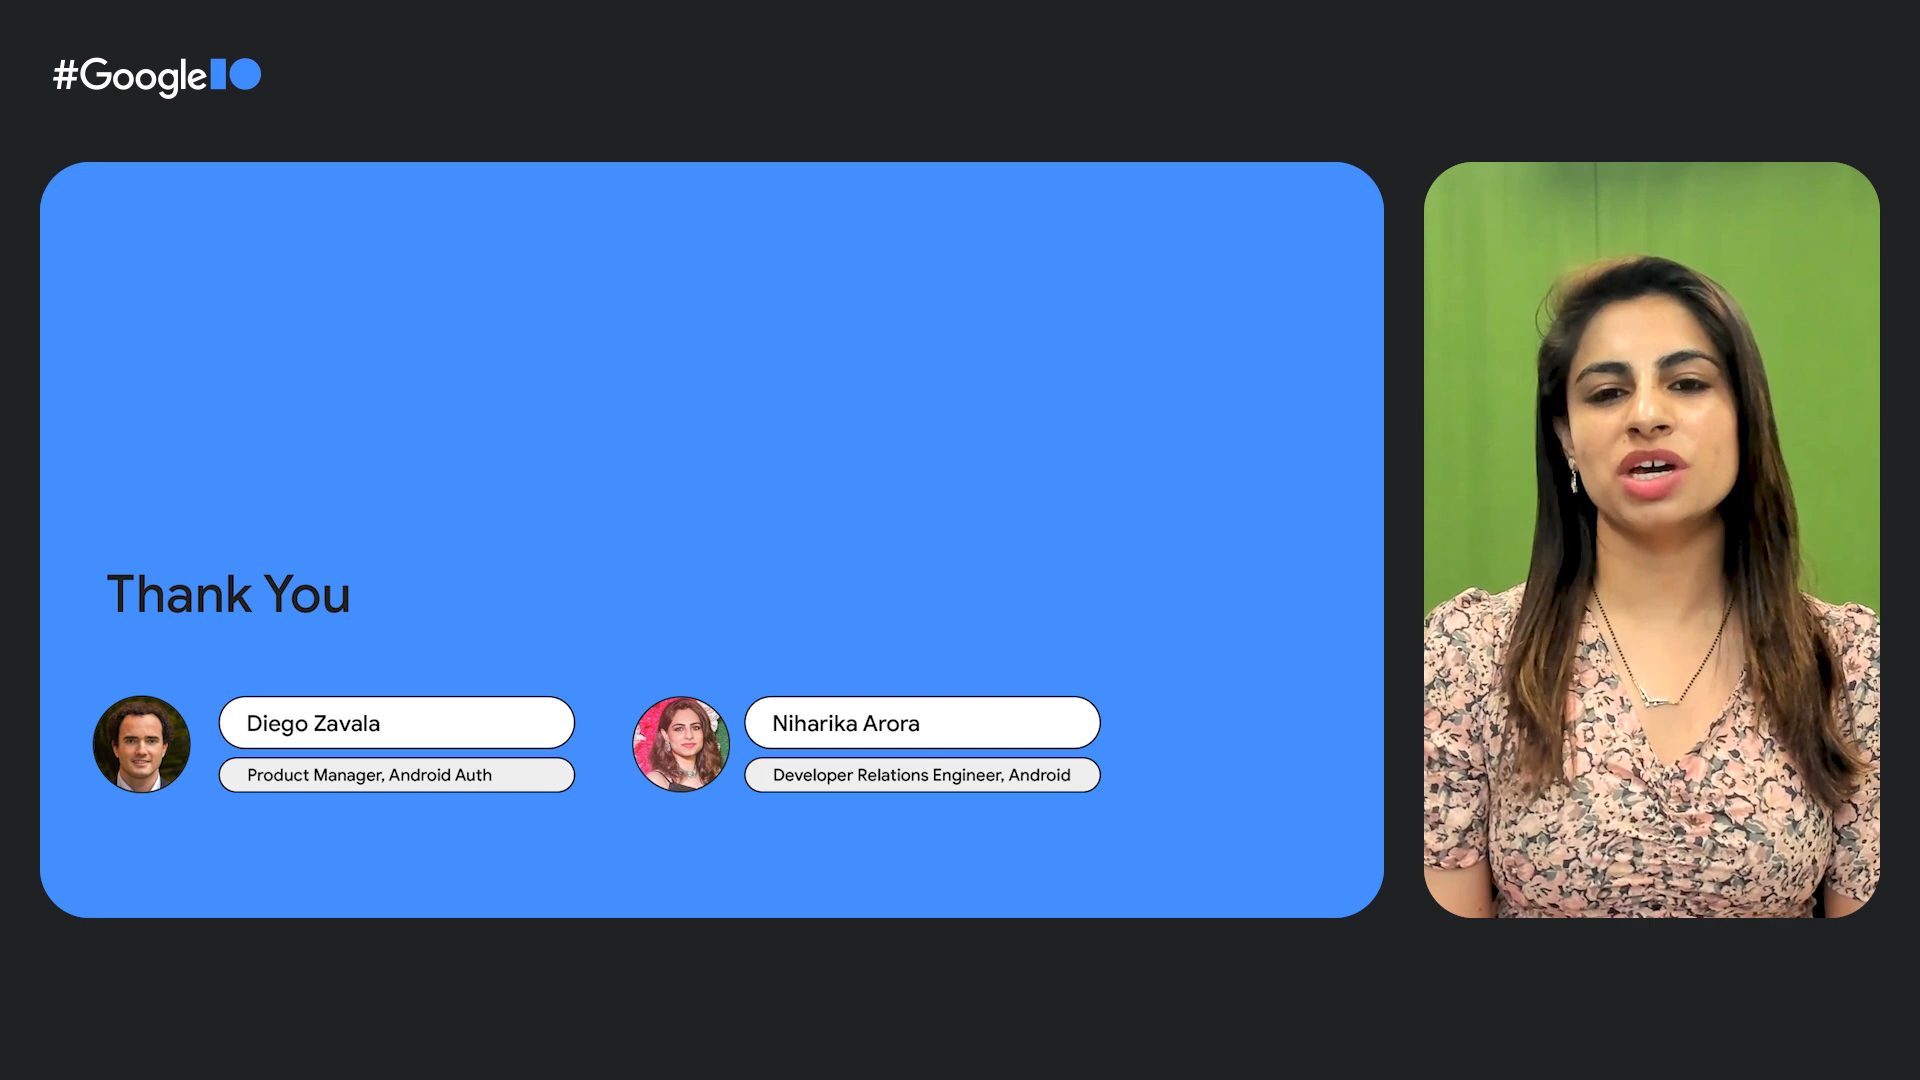 #GoogleIO
Thank You
Diego Zavala
Product Manager, Android Auth
Niharika Arora
Developer Relations Engineer, Android